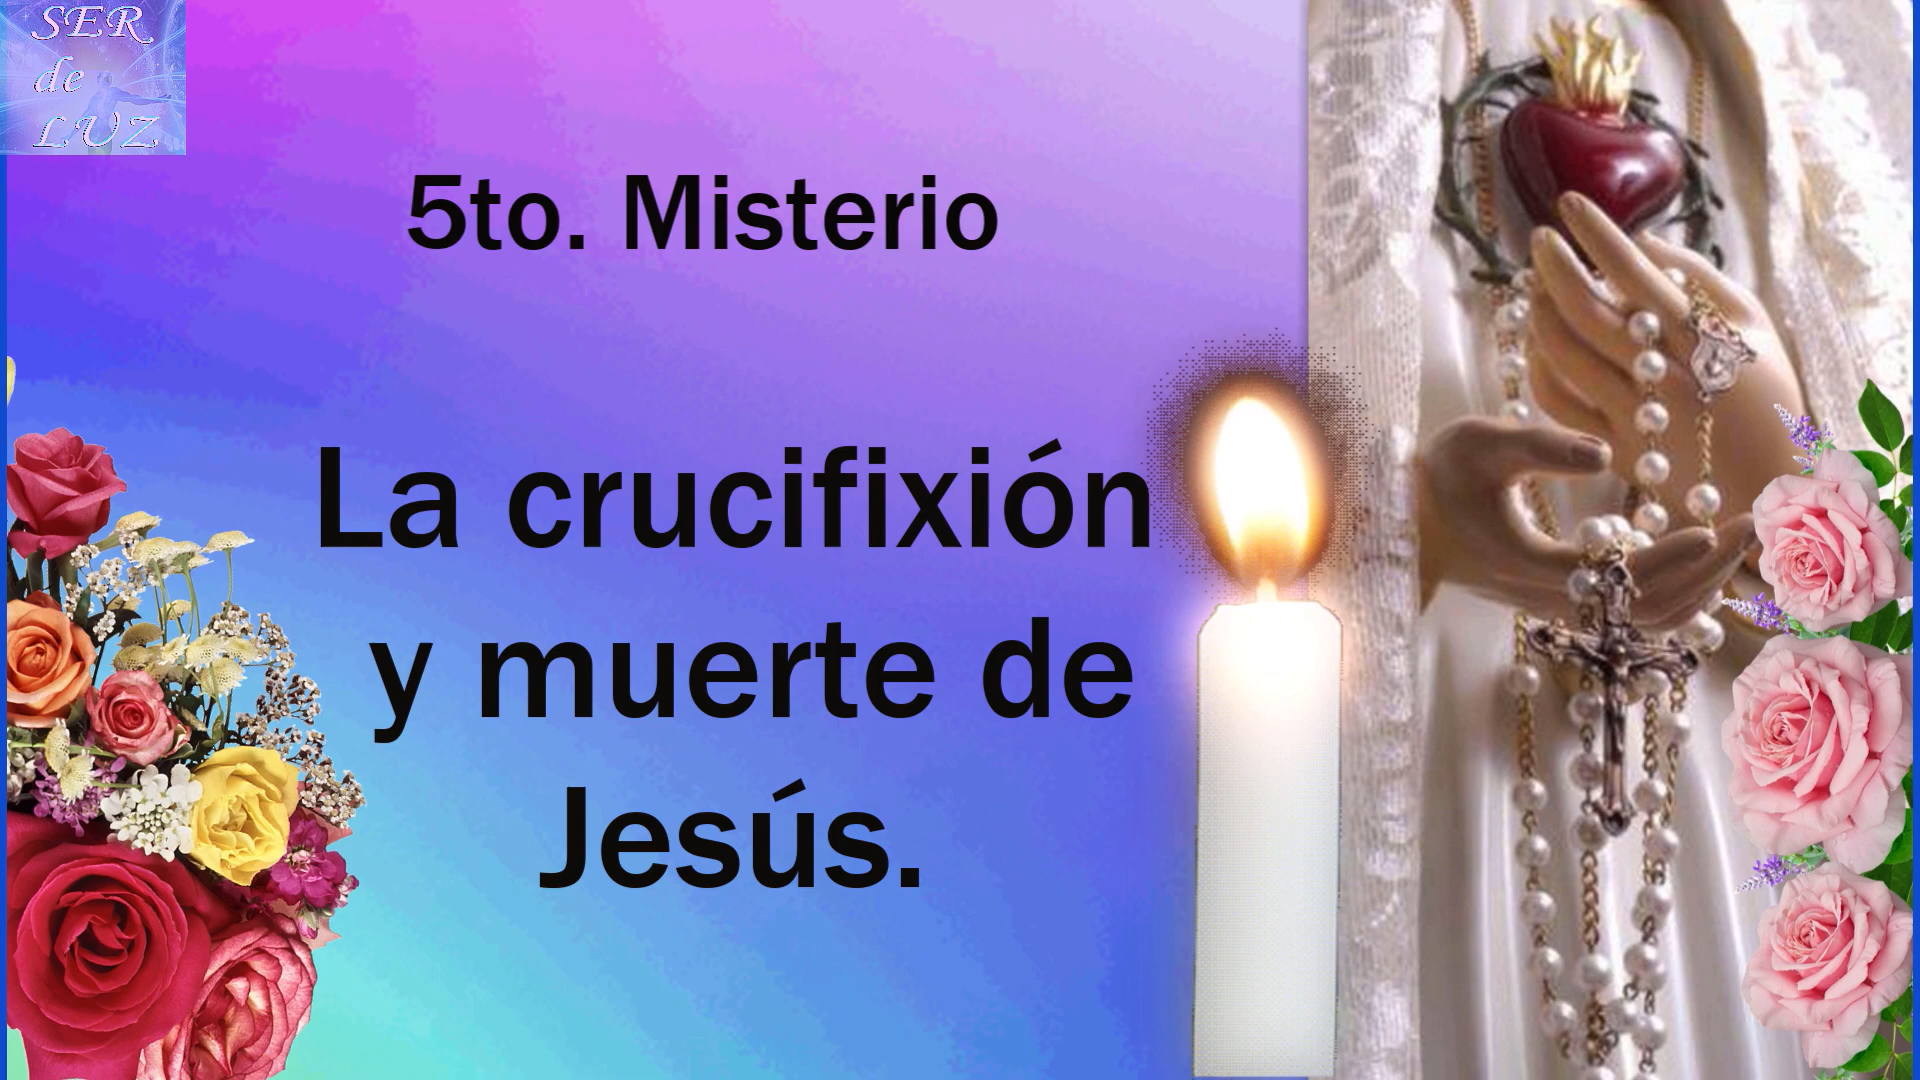 SER
de
LUZ
5to. Misterio
La crucifixión
y muerte de
Jesús.